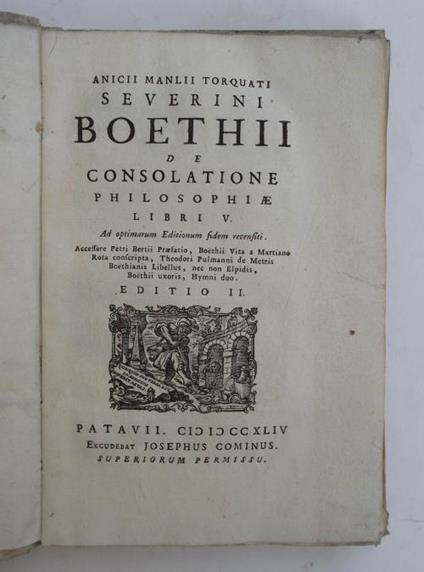 ANICII MANLII TORQUATI
SEVERINI
BOETHII
DE
CONSOLATIONE
PHILOSOPHIÆ
LIBRI V.
Ad optimarum Editionum fidem recensiti.
Accessere Petri Bertii Præfatio, Boëthii Vita a Martiano
Rota conscripta, Theodori Pulmanni de Metris
Boëthianis Libellus, nec non Elpidis,
Boëthii uxoris, Hymni duo.
EDITIO II.
PATAVII. CIↃ IↃCCXLIV
EXCUDEBAT JOSEPHUS COMINUS.
SUPERIORUM PERMISSU.